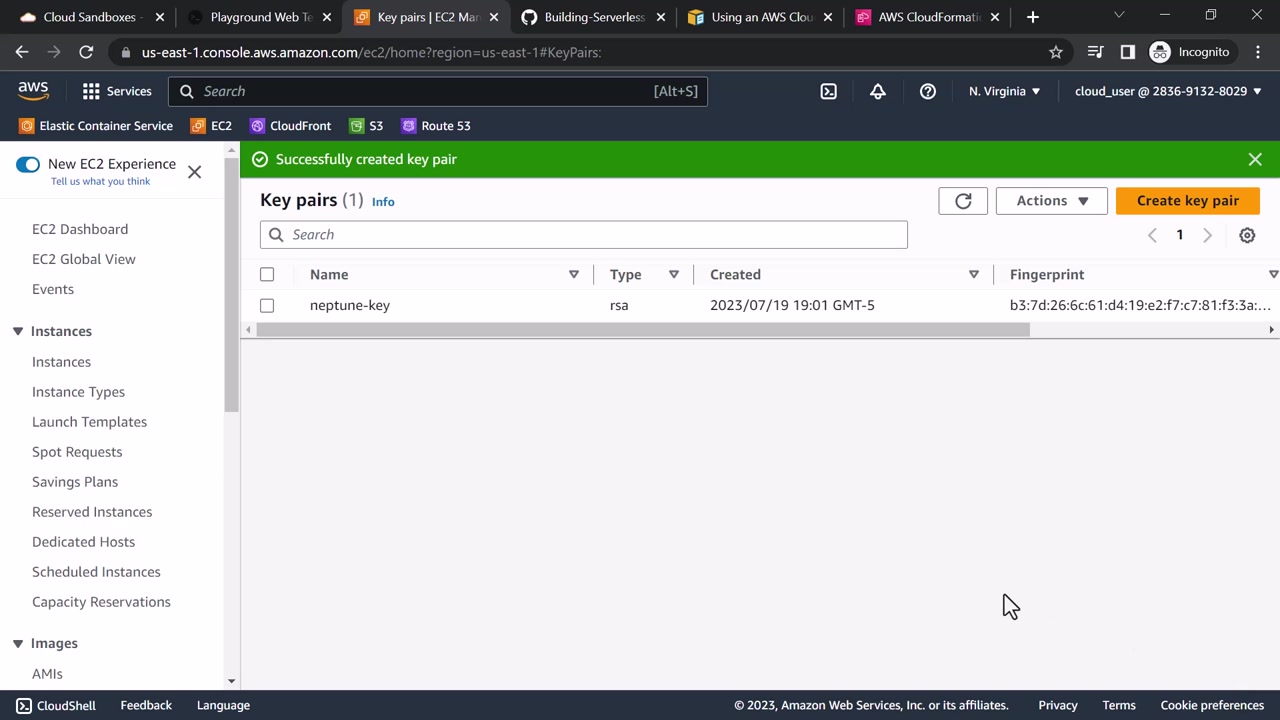 Cloud Sandboxes -
Playground Web Te
Key pairs | EC2 Man
Building-Serverless
Using an AWS Clou
AWS CloudFormatio
us-east-1.console.aws.amazon.com/ec2/home?region=us-east-1#KeyPairs:
Incognito
aws
Services
Search
[Alt+S]
N. Virginia
cloud_user @ 2836-9132-8029
Elastic Container Service
EC2
CloudFront
S3
Route 53
New EC2 Experience
Tell us what you think
EC2 Dashboard
EC2 Global View
Events
Instances
Instances
Instance Types
Launch Templates
Spot Requests
Savings Plans
Reserved Instances
Dedicated Hosts
Scheduled Instances
Capacity Reservations
Images
AMIs
Successfully created key pair
Key pairs (1) Info
Actions
Create key pair
Search
1
Name Type Created Fingerprint
neptune-key rsa 2023/07/19 19:01 GMT-5 b3:7d:26:6c:61:d4:19:e2:f7:c7:81:f3:3a:...
CloudShell
Feedback
Language
© 2023, Amazon Web Services, Inc. or its affiliates.
Privacy
Terms
Cookie preferences